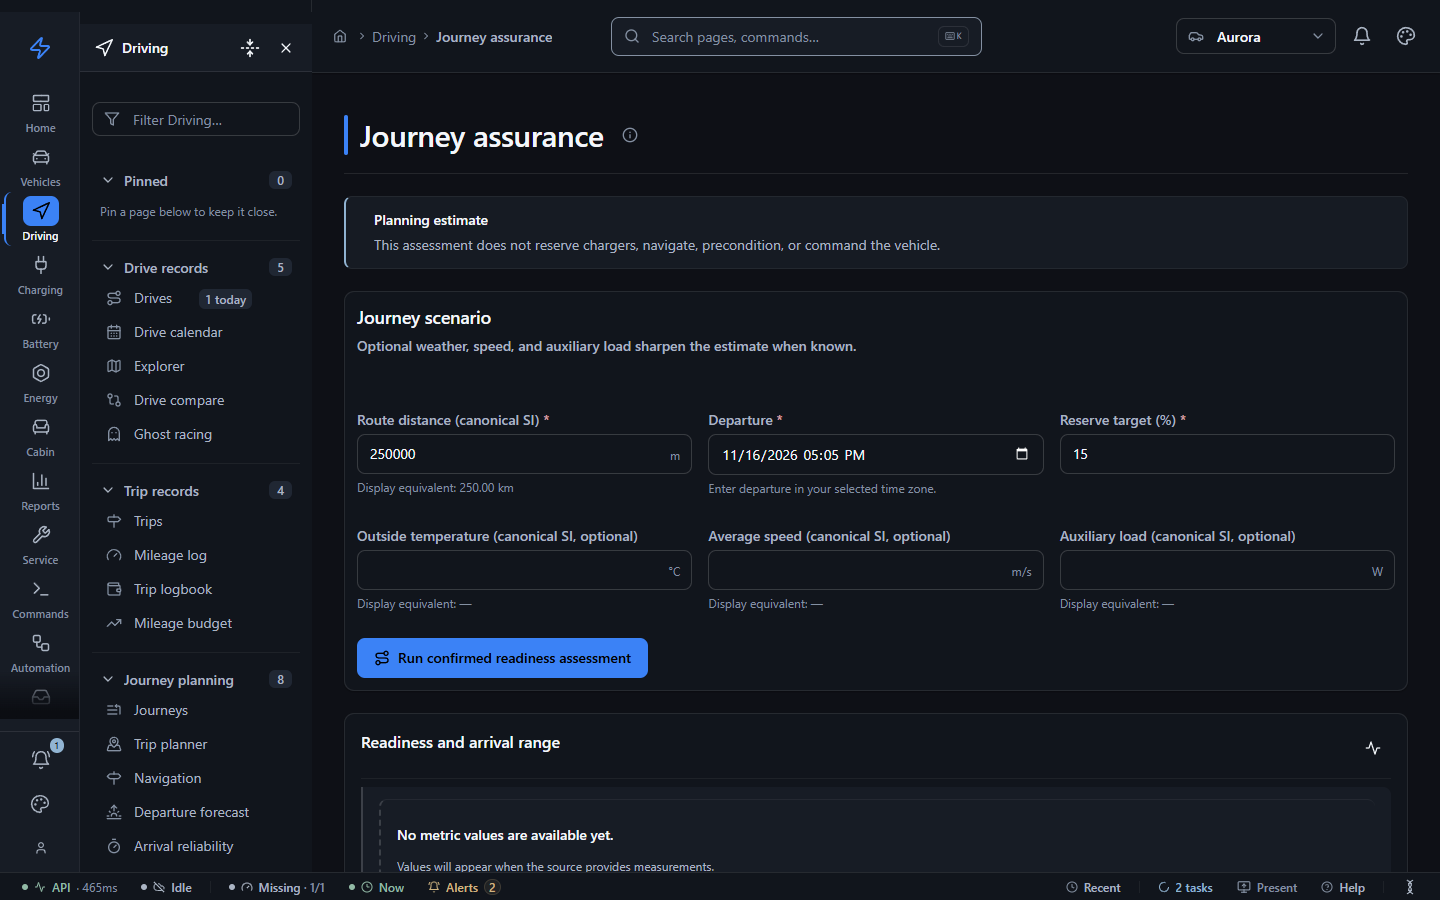 Driving
Driving
Journey assurance
Search pages, commands...
K
Aurora
Home
Vehicles
Driving
Charging
Battery
Energy
Cabin
Reports
Service
Commands
Automation
1
Filter Driving...
Pinned
0
Pin a page below to keep it close.
Drive records
5
Drives
1 today
Drive calendar
Explorer
Drive compare
Ghost racing
Trip records
4
Trips
Mileage log
Trip logbook
Mileage budget
Journey planning
8
Journeys
Trip planner
Navigation
Departure forecast
Arrival reliability
Journey assurance
Planning estimate
This assessment does not reserve chargers, navigate, precondition, or command the vehicle.
Journey scenario
Optional weather, speed, and auxiliary load sharpen the estimate when known.
Route distance (canonical SI) *
250000
m
Display equivalent: 250.00 km
Departure *
11/16/2026 05:05 PM
Enter departure in your selected time zone.
Reserve target (%) *
15
Outside temperature (canonical SI, optional)
°C
Display equivalent: —
Average speed (canonical SI, optional)
m/s
Display equivalent: —
Auxiliary load (canonical SI, optional)
W
Display equivalent: —
Run confirmed readiness assessment
Readiness and arrival range
No metric values are available yet.
Values will appear when the source provides measurements.
API · 465ms
Idle
Missing · 1/1
Now
Alerts 2
Recent
2 tasks
Present
Help